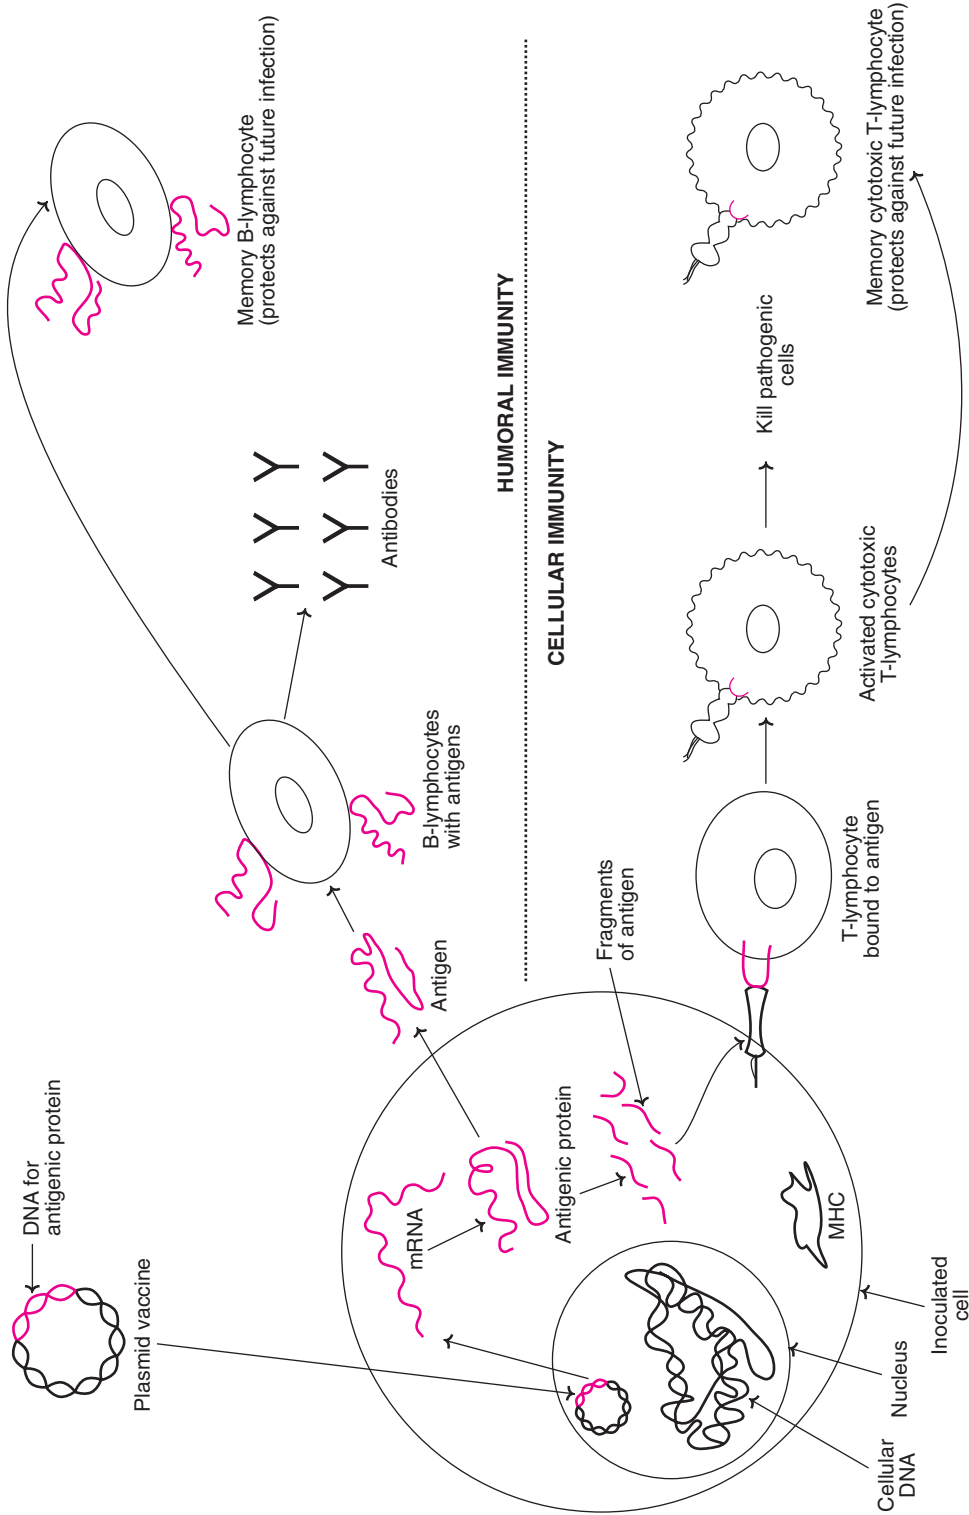 DNA for
antigenic protein
Plasmid vaccine
mRNA
Antigenic protein
Fragments
of antigen
MHC
Inoculated
cell
Nucleus
Cellular
DNA
Antigen
B-lymphocytes
with antigens
Antibodies
Memory B-lymphocyte
(protects against future infection)
HUMORAL IMMUNITY
CELLULAR IMMUNITY
T-lymphocyte
bound to antigen
Activated cytotoxic
T-lymphocytes
Kill pathogenic
cells
Memory cytotoxic T-lymphocyte
(protects against future infection)